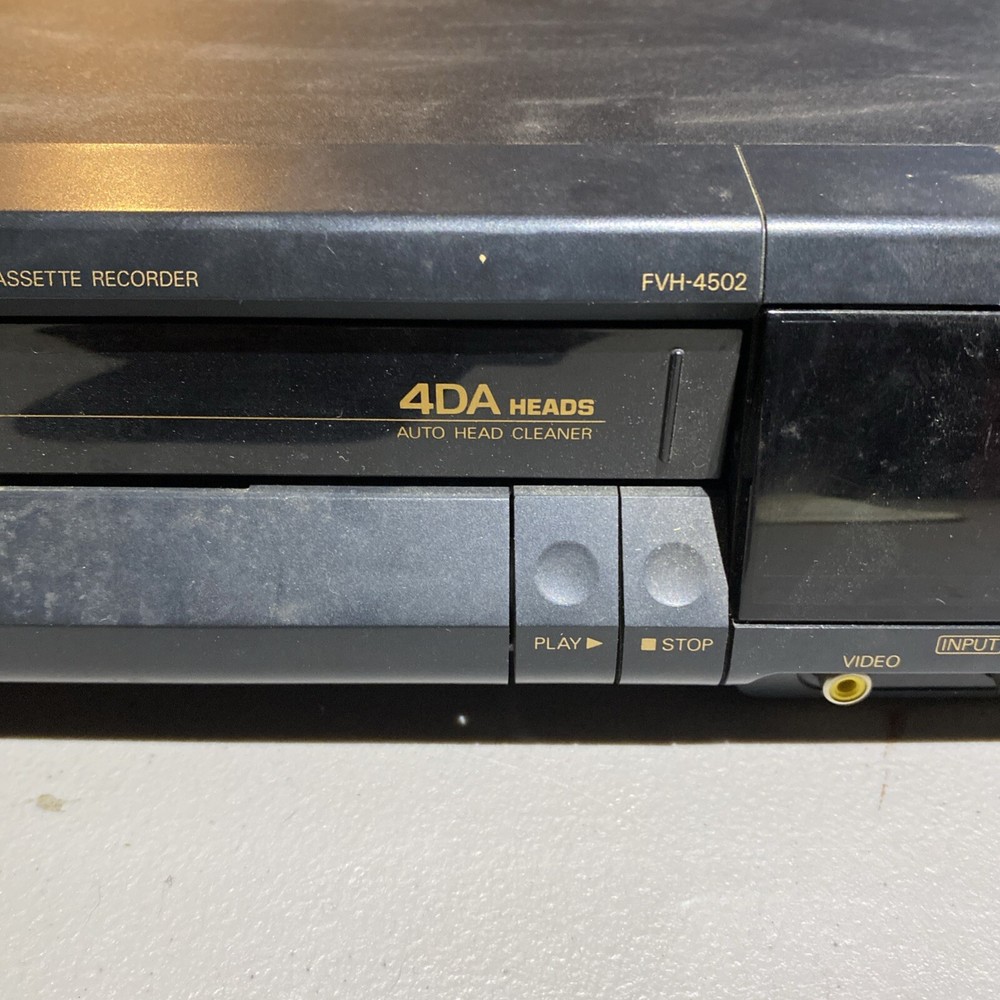 ASSETTE RECORDER
FVH-4502
4DA HEADS
AUTO HEAD CLEANER
PLAY ▶
■ STOP
VIDEO
INPUT